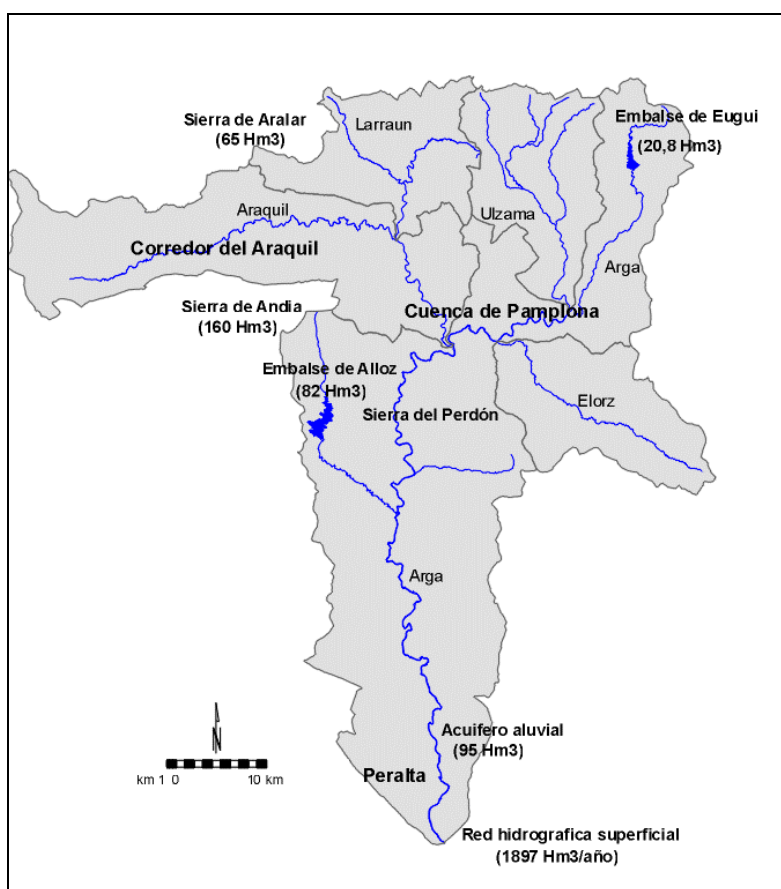 Sierra de Aralar
(65 Hm3)
Larraun
Embalse de Eugui
(20,8 Hm3)
Araquil
Ulzama
Corredor del Araquil
Arga
Sierra de Andia
(160 Hm3)
Cuenca de Pamplona
Embalse de Alloz
(82 Hm3)
Elorz
Sierra del Perdón
Arga
N
Acuifero aluvial
(95 Hm3)
km 1 0 10 km
Peralta
Red hidrografica superficial
(1897 Hm3/año)